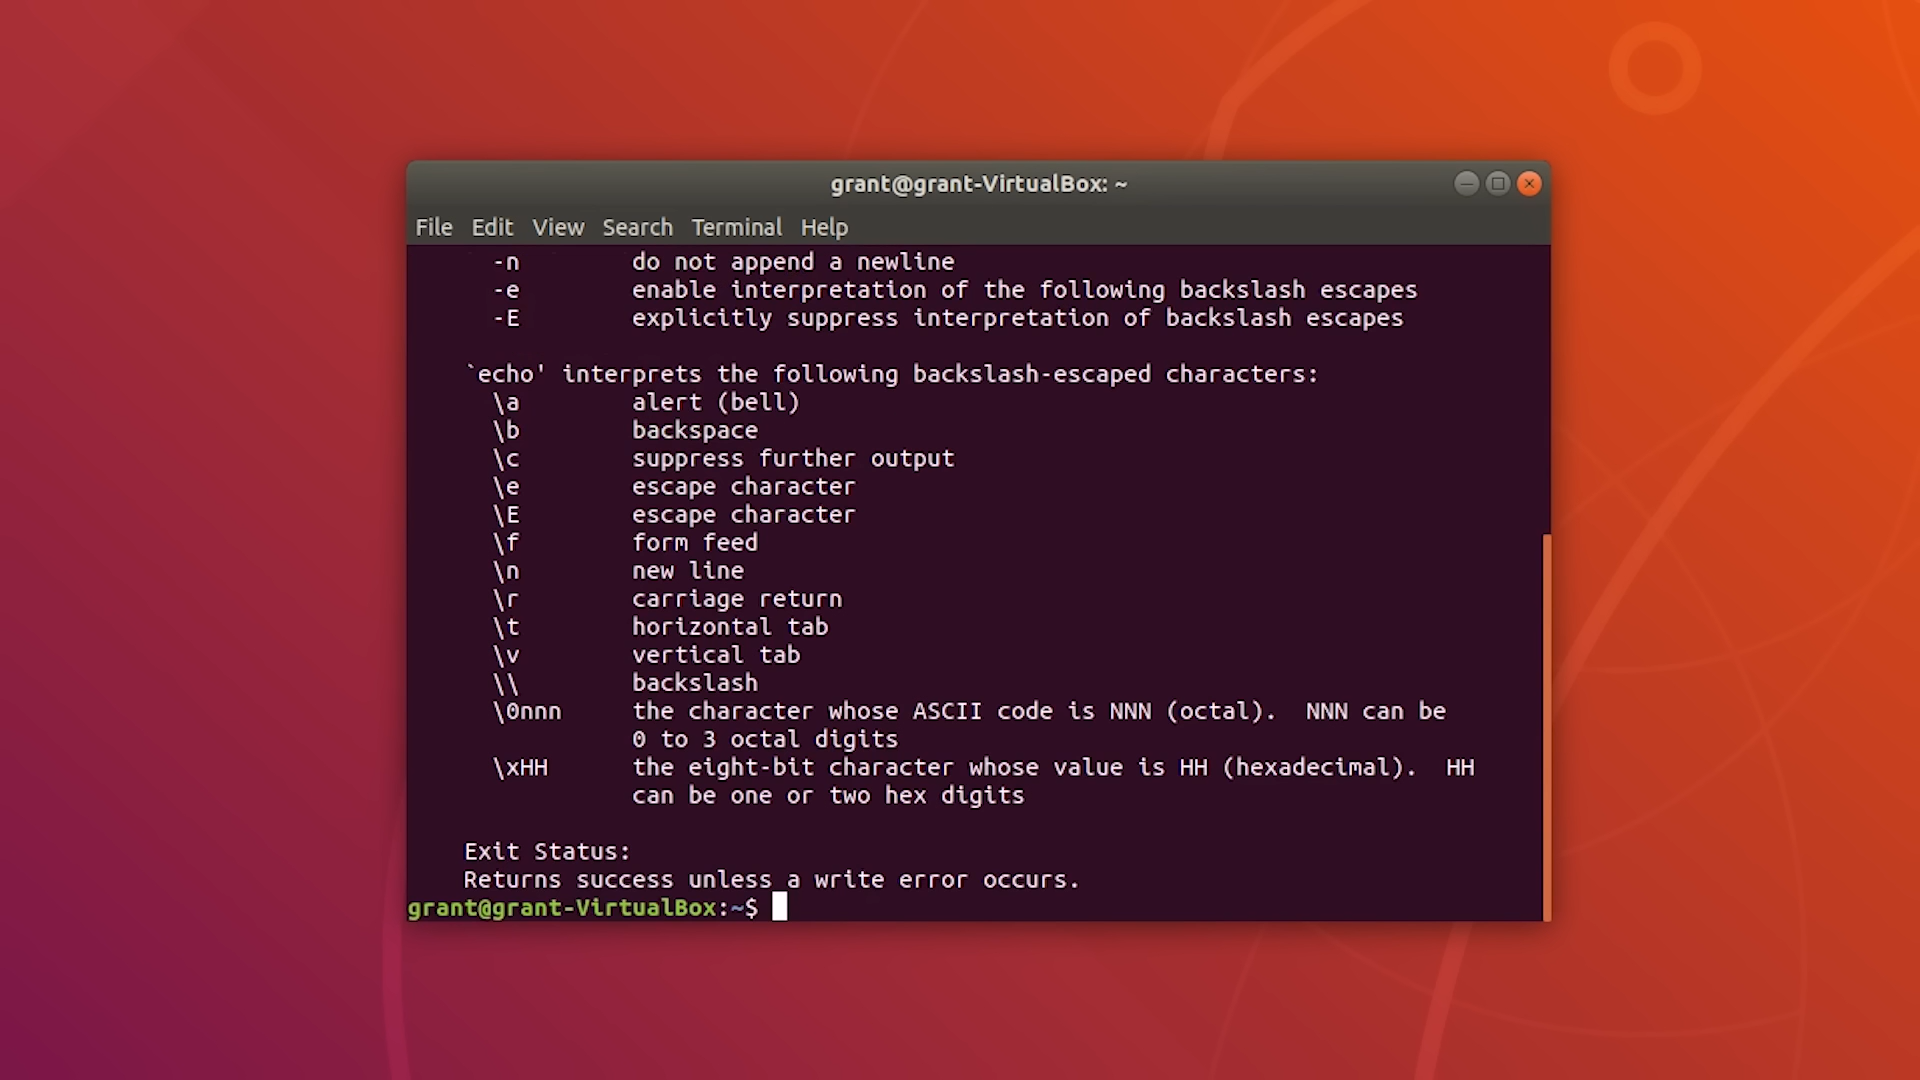 grant@grant-VirtualBox: ~
File Edit View Search Terminal Help
-n do not append a newline
-e enable interpretation of the following backslash escapes
-E explicitly suppress interpretation of backslash escapes
`echo' interprets the following backslash-escaped characters:
\a alert (bell)
\b backspace
\c suppress further output
\e escape character
\E escape character
\f form feed
\n new line
\r carriage return
\t horizontal tab
\v vertical tab
\\ backslash
\0nnn the character whose ASCII code is NNN (octal). NNN can be
0 to 3 octal digits
\xHH the eight-bit character whose value is HH (hexadecimal). HH
can be one or two hex digits
Exit Status:
Returns success unless a write error occurs.
grant@grant-VirtualBox:~$